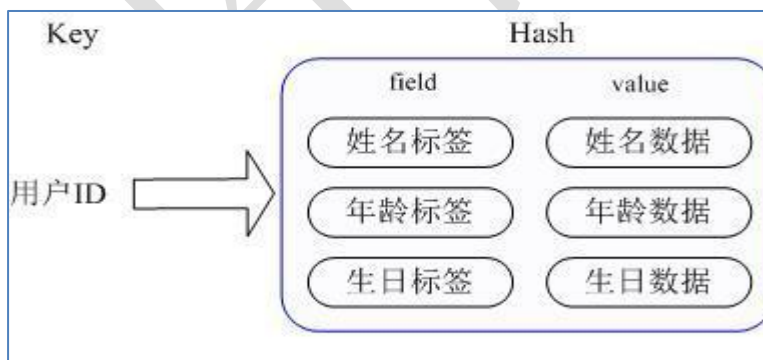 Key Hash
field value
姓名标签 姓名数据
用户ID 年龄标签 年龄数据
生日标签 生日数据